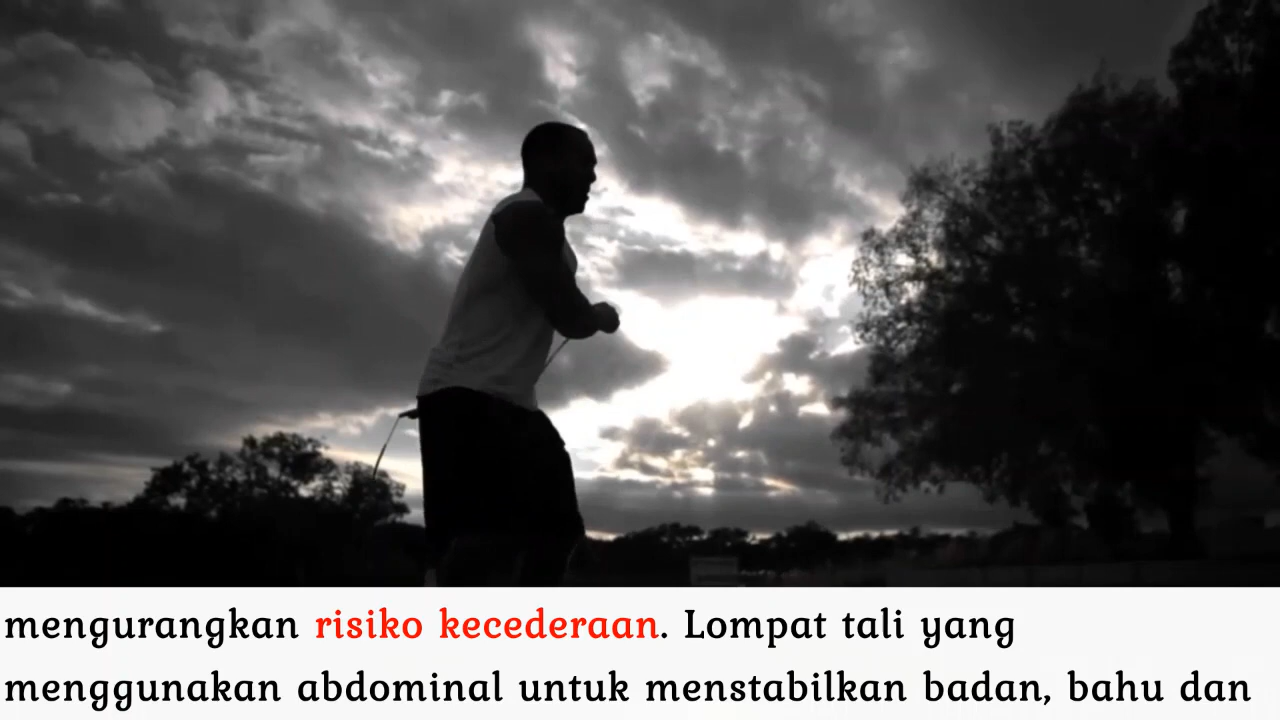 mengurangkan risiko kecederaan. Lompat tali yang
menggunakan abdominal untuk menstabilkan badan, bahu dan